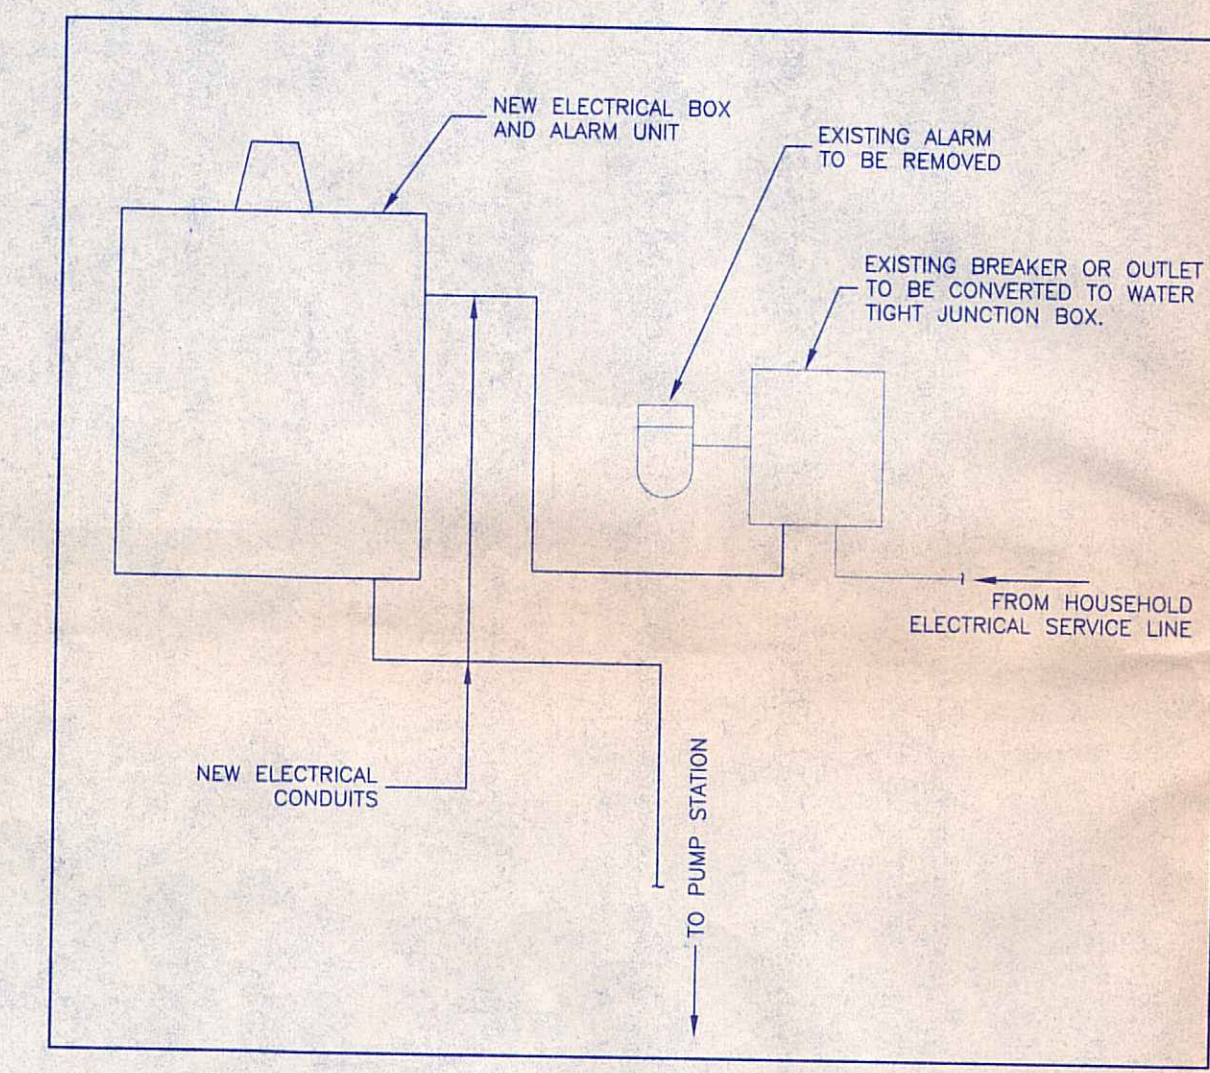 NEW ELECTRICAL BOX
AND ALARM UNIT
EXISTING ALARM
TO BE REMOVED
EXISTING BREAKER OR OUTLET
TO BE CONVERTED TO WATER
TIGHT JUNCTION BOX.
FROM HOUSEHOLD
ELECTRICAL SERVICE LINE
NEW ELECTRICAL
CONDUITS
TO PUMP STATION